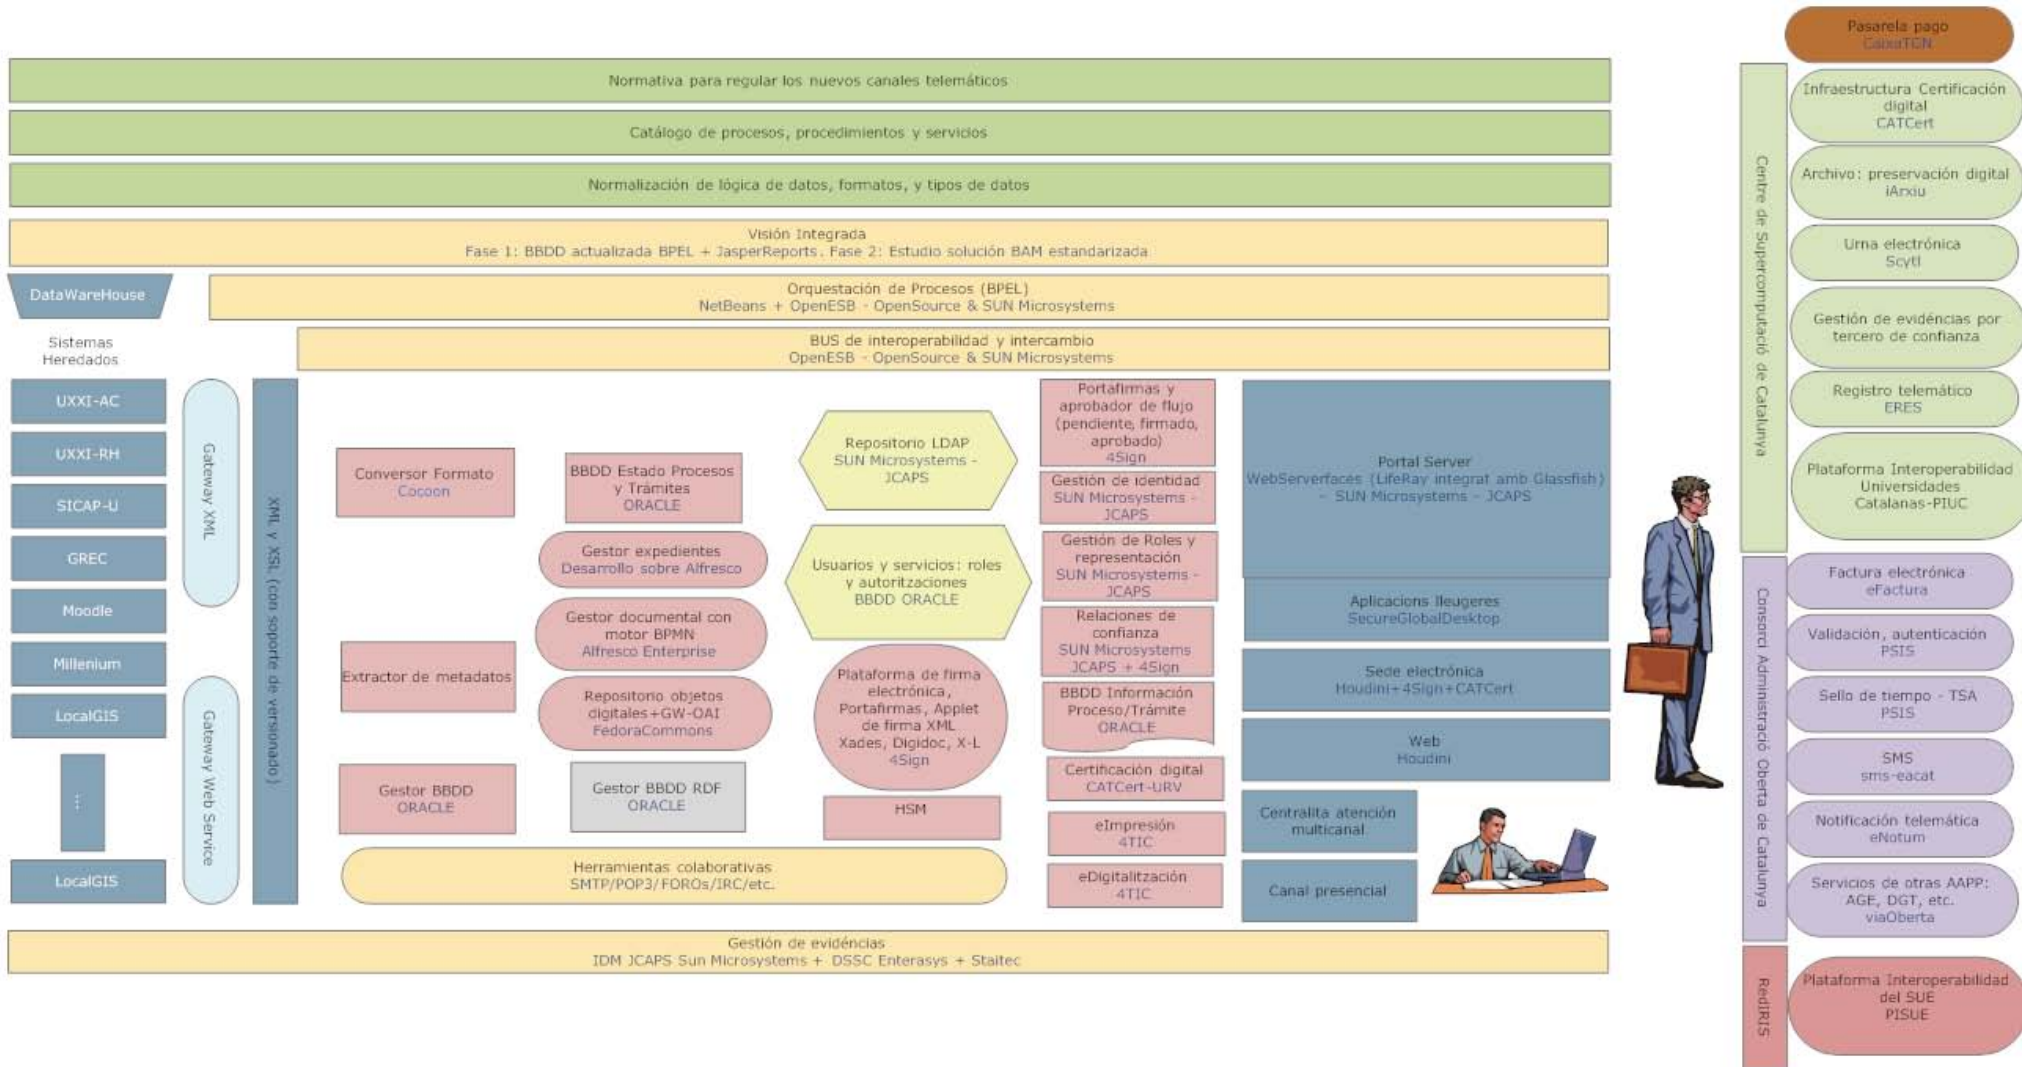 Normativa para regular los nuevos canales telemáticos
Catálogo de procesos, procedimientos y servicios
Normalización de lógica de datos, formatos, y tipos de datos
Visión Integrada
Fase 1: BBDD actualizada BPEL + JasperReports. Fase 2: Estudio solución BAM estandarizada
DataWareHouse
Orquestación de Procesos (BPEL)
NetBeans + OpenESB - OpenSource & SUN Microsystems
BUS de interoperabilidad y intercambio
OpenESB - OpenSource & SUN Microsystems
Sistemas
Heredados
UXXI-AC
UXXI-RH
SICAP-U
GREC
Moodle
Millenium
LocalGIS
...
LocalGIS
Gateway XML
Gateway Web Service
XML y XSL (con soporte de versionado)
Conversor Formato
Cocoon
Extractor de metadatos
Gestor BBDD
ORACLE
BBDD Estado Procesos
y Trámites
ORACLE
Gestor expedientes
Desarrollo sobre Alfresco
Gestor documental con
motor BPMN
Alfresco Enterprise
Repositorio objetos
digitales+GW-OAI
FedoraCommons
Gestor BBDD RDF
ORACLE
Herramientas colaborativas
SMTP/POP3/FOROs/IRC/etc.
Repositorio LDAP
SUN Microsystems -
JCAPS
Usuarios y servicios: roles
y autoritzaciones
BBDD ORACLE
Plataforma de firma
electrónica,
Portafirmas, Applet
de firma XML
Xades, Digidoc, X-L
4Sign
HSM
Portafirmas y
aprobador de flujo
(pendiente, firmado,
aprobado)
4Sign
Gestión de identidad
SUN Microsystems -
JCAPS
Gestión de Roles y
representación
SUN Microsystems -
JCAPS
Relaciones de
confianza
SUN Microsystems
JCAPS + 4Sign
BBDD Información
Proceso/Trámite
ORACLE
Certificación digital
CATCert-URV
eImpresión
4TIC
eDigitalitzación
4TIC
Portal Server
WebServerfaces (LifeRay integrat amb Glassfish)
- SUN Microsystems - JCAPS
Aplicacions lleugeres
SecureGlobalDesktop
Sede electrónica
Houdini+4Sign+CATCert
Web
Houdini
Centralita atención
multicanal
Canal presencial
Gestión de evidéncias
IDM JCAPS Sun Microsystems + DSSC Enterasys + Staitec
Pasarela pago
CaixaTGN
Centre de Supercomputació de Catalunya
Infraestructura Certificación
digital
CATCert
Archivo: preservación digital
iArxiu
Urna electrónica
Scytl
Gestión de evidéncias por
tercero de confianza
Registro telemático
ERES
Plataforma Interoperabilidad
Universidades
Catalanas-PIUC
Consorci Administració Oberta de Catalunya
Factura electrónica
eFactura
Validación, autenticación
PSIS
Sello de tiempo - TSA
PSIS
SMS
sms-eacat
Notificación telemática
eNotum
Servicios de otras AAPP:
AGE, DGT, etc.
viaOberta
RedIRIS
Plataforma Interoperabilidad
del SUE
PISUE